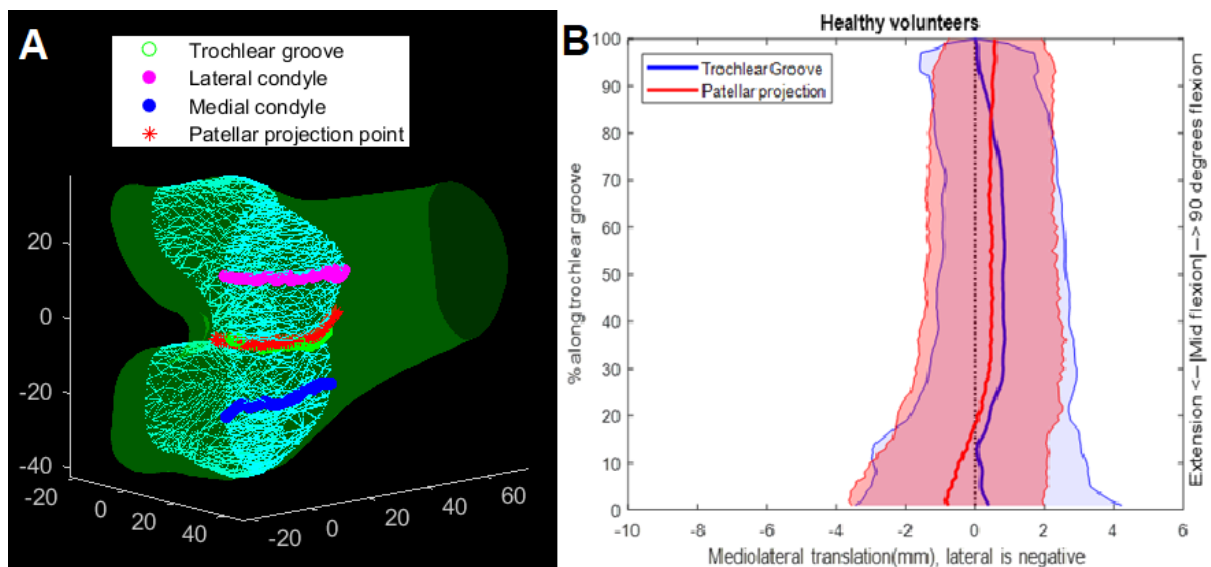 A
Trochlear groove
Lateral condyle
Medial condyle
Patellar projection point
20
0
-20
-40
-20
0
20
40
0
20
40
60
B
Healthy volunteers
Trochlear Groove
Patellar projection
100
90
80
70
60
50
40
30
20
10
0
% along trochlear groove
Extension <--|Mid flexion|--> 90 degrees flexion
-10
-8
-6
-4
-2
0
2
4
6
Mediolateral translation(mm), lateral is negative